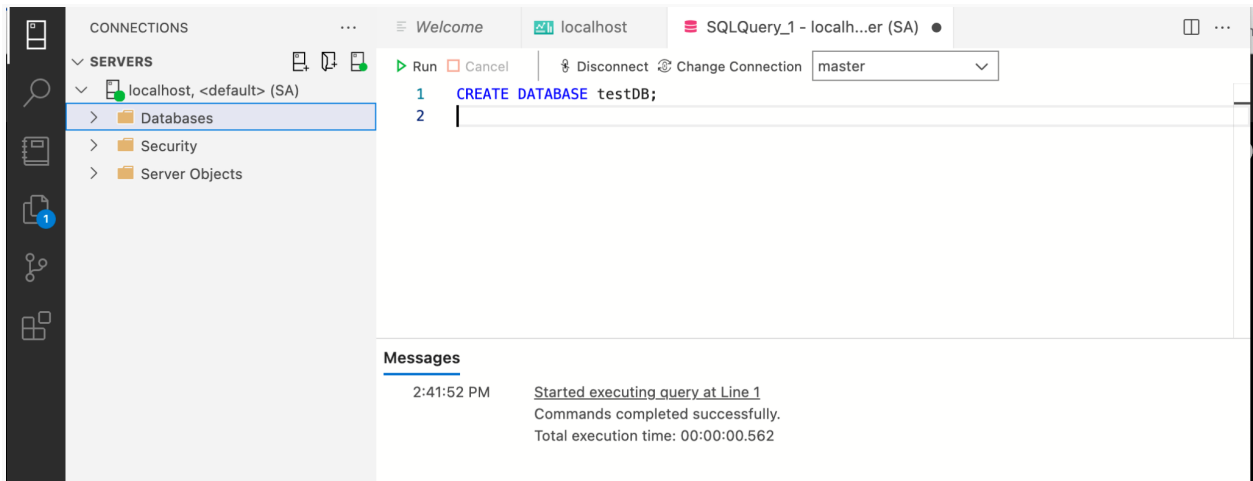 CONNECTIONS ...
SERVERS
localhost, <default> (SA)
Databases
Security
Server Objects
1
Welcome
localhost
SQLQuery_1 - localh...er (SA)
Run Cancel Disconnect Change Connection master
1 CREATE DATABASE testDB;
2
Messages
2:41:52 PM Started executing query at Line 1
Commands completed successfully.
Total execution time: 00:00:00.562